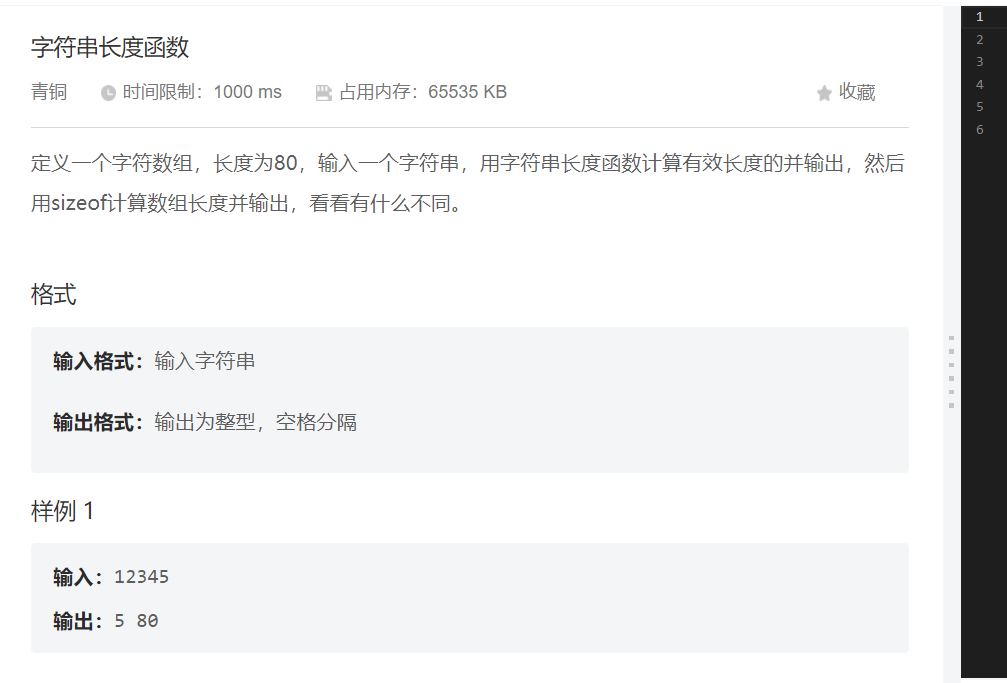 字符串长度函数
青铜 时间限制：1000 ms 占用内存：65535 KB 收藏
定义一个字符数组，长度为80，输入一个字符串，用字符串长度函数计算有效长度的并输出，然后
用sizeof计算数组长度并输出，看看有什么不同。
格式
输入格式：输入字符串
输出格式：输出为整型，空格分隔
样例 1
输入：12345
输出：5 80
1
2
3
4
5
6